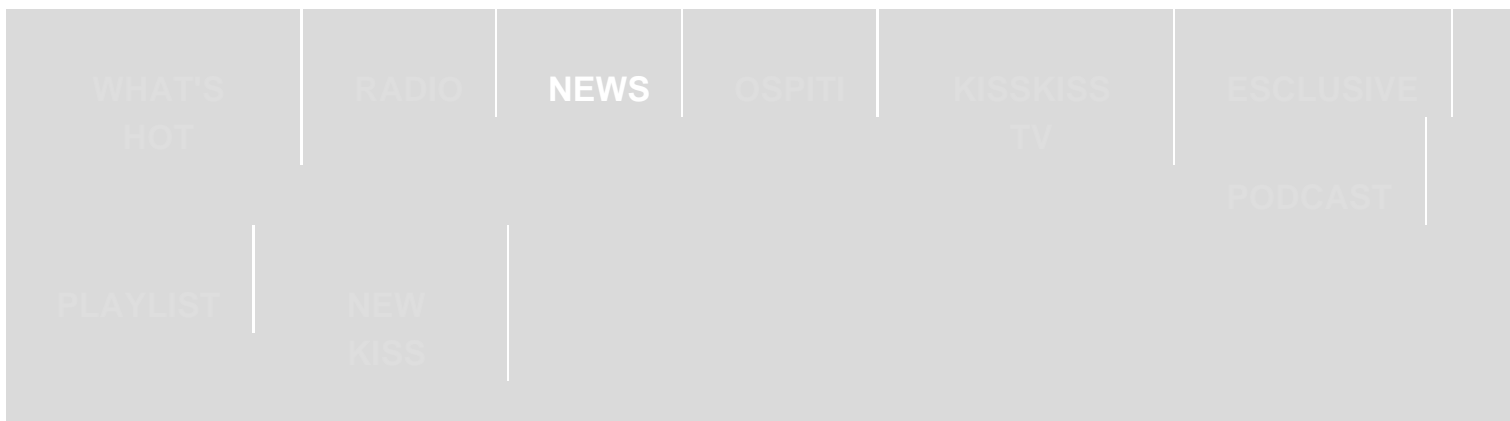 WHAT'S
HOT
RADIO
NEWS
OSPITI
KISSKISS
TV
ESCLUSIVE
PODCAST
PLAYLIST
NEW
KISS